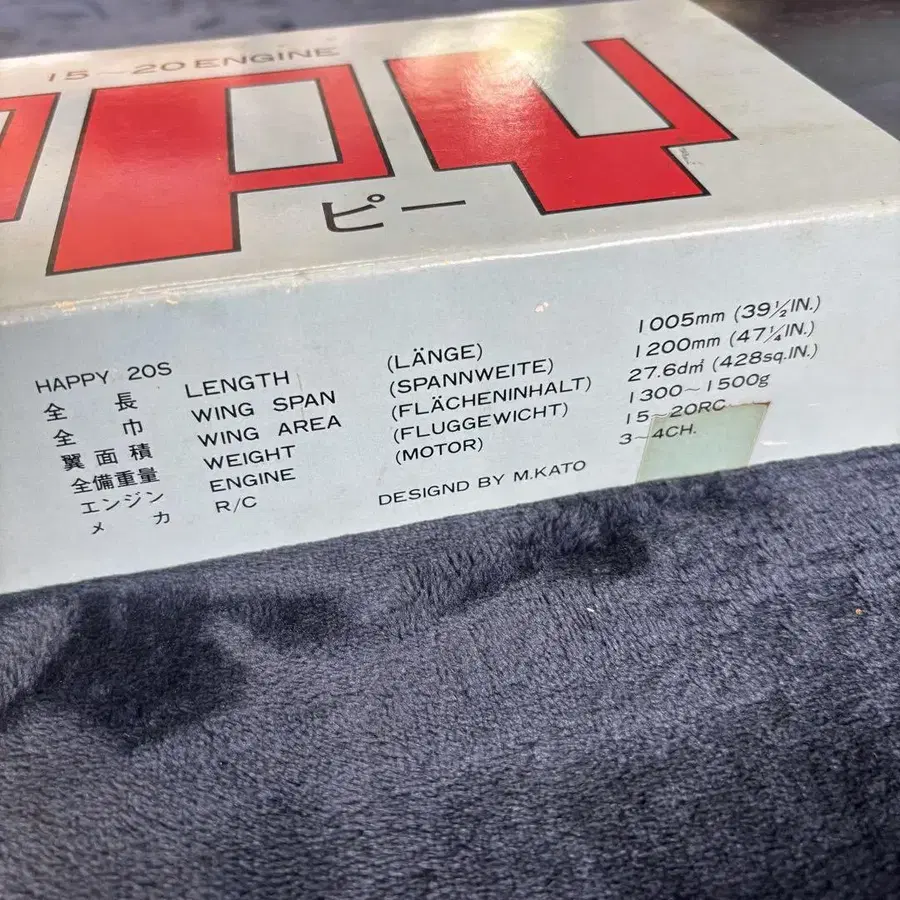 15~20 ENGINE
PPY
ピー
HAPPY 20S
全長 LENGTH (LÄNGE) 1005mm (39½IN.)
全巾 WING SPAN (SPANNWEITE) 1200mm (47¼IN.)
翼面積 WING AREA (FLÄCHENINHALT) 27.6d㎡ (428sq.IN.)
全備重量 WEIGHT (FLUGGEWICHT) 1300~1500g
エンジン ENGINE (MOTOR) 15~20RC
メカ R/C 3~4CH.
DESIGND BY M.KATO